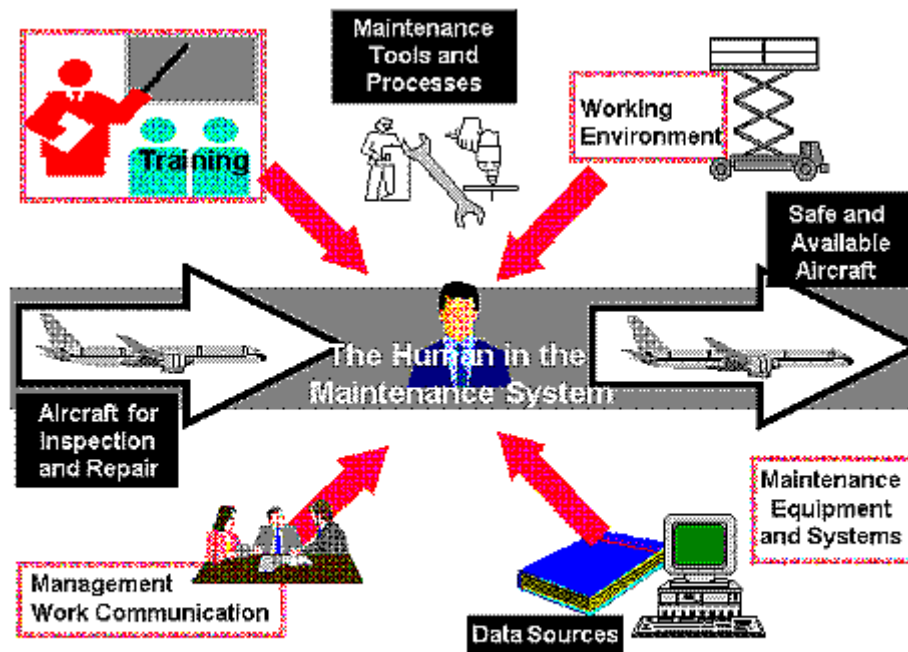 Maintenance
Tools and
Processes
Training
Working
Environment
Safe and
Available
Aircraft
The Human in the
Maintenance System
Aircraft for
Inspection
and Repair
Maintenance
Equipment
and Systems
Management
Work Communication
Data Sources